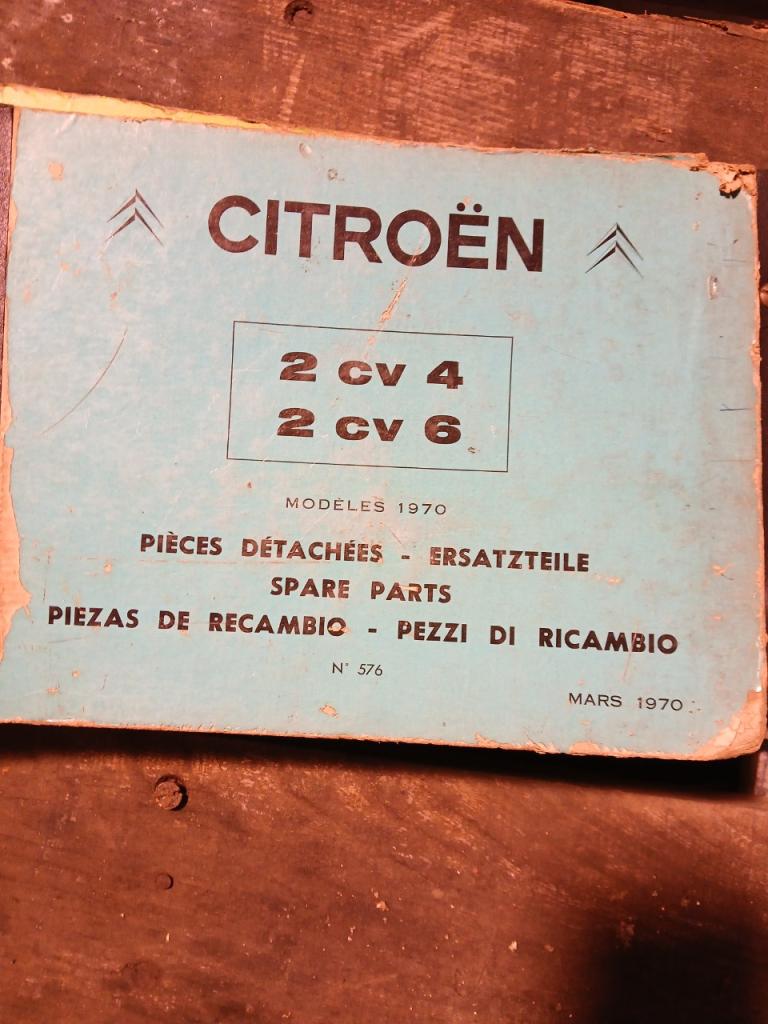 CITROËN
2 CV 4
2 CV 6
MODÈLES 1970
PIÈCES DÉTACHÉES - ERSATZTEILE
SPARE PARTS
PIEZAS DE RECAMBIO - PEZZI DI RICAMBIO
N° 576
MARS 1970